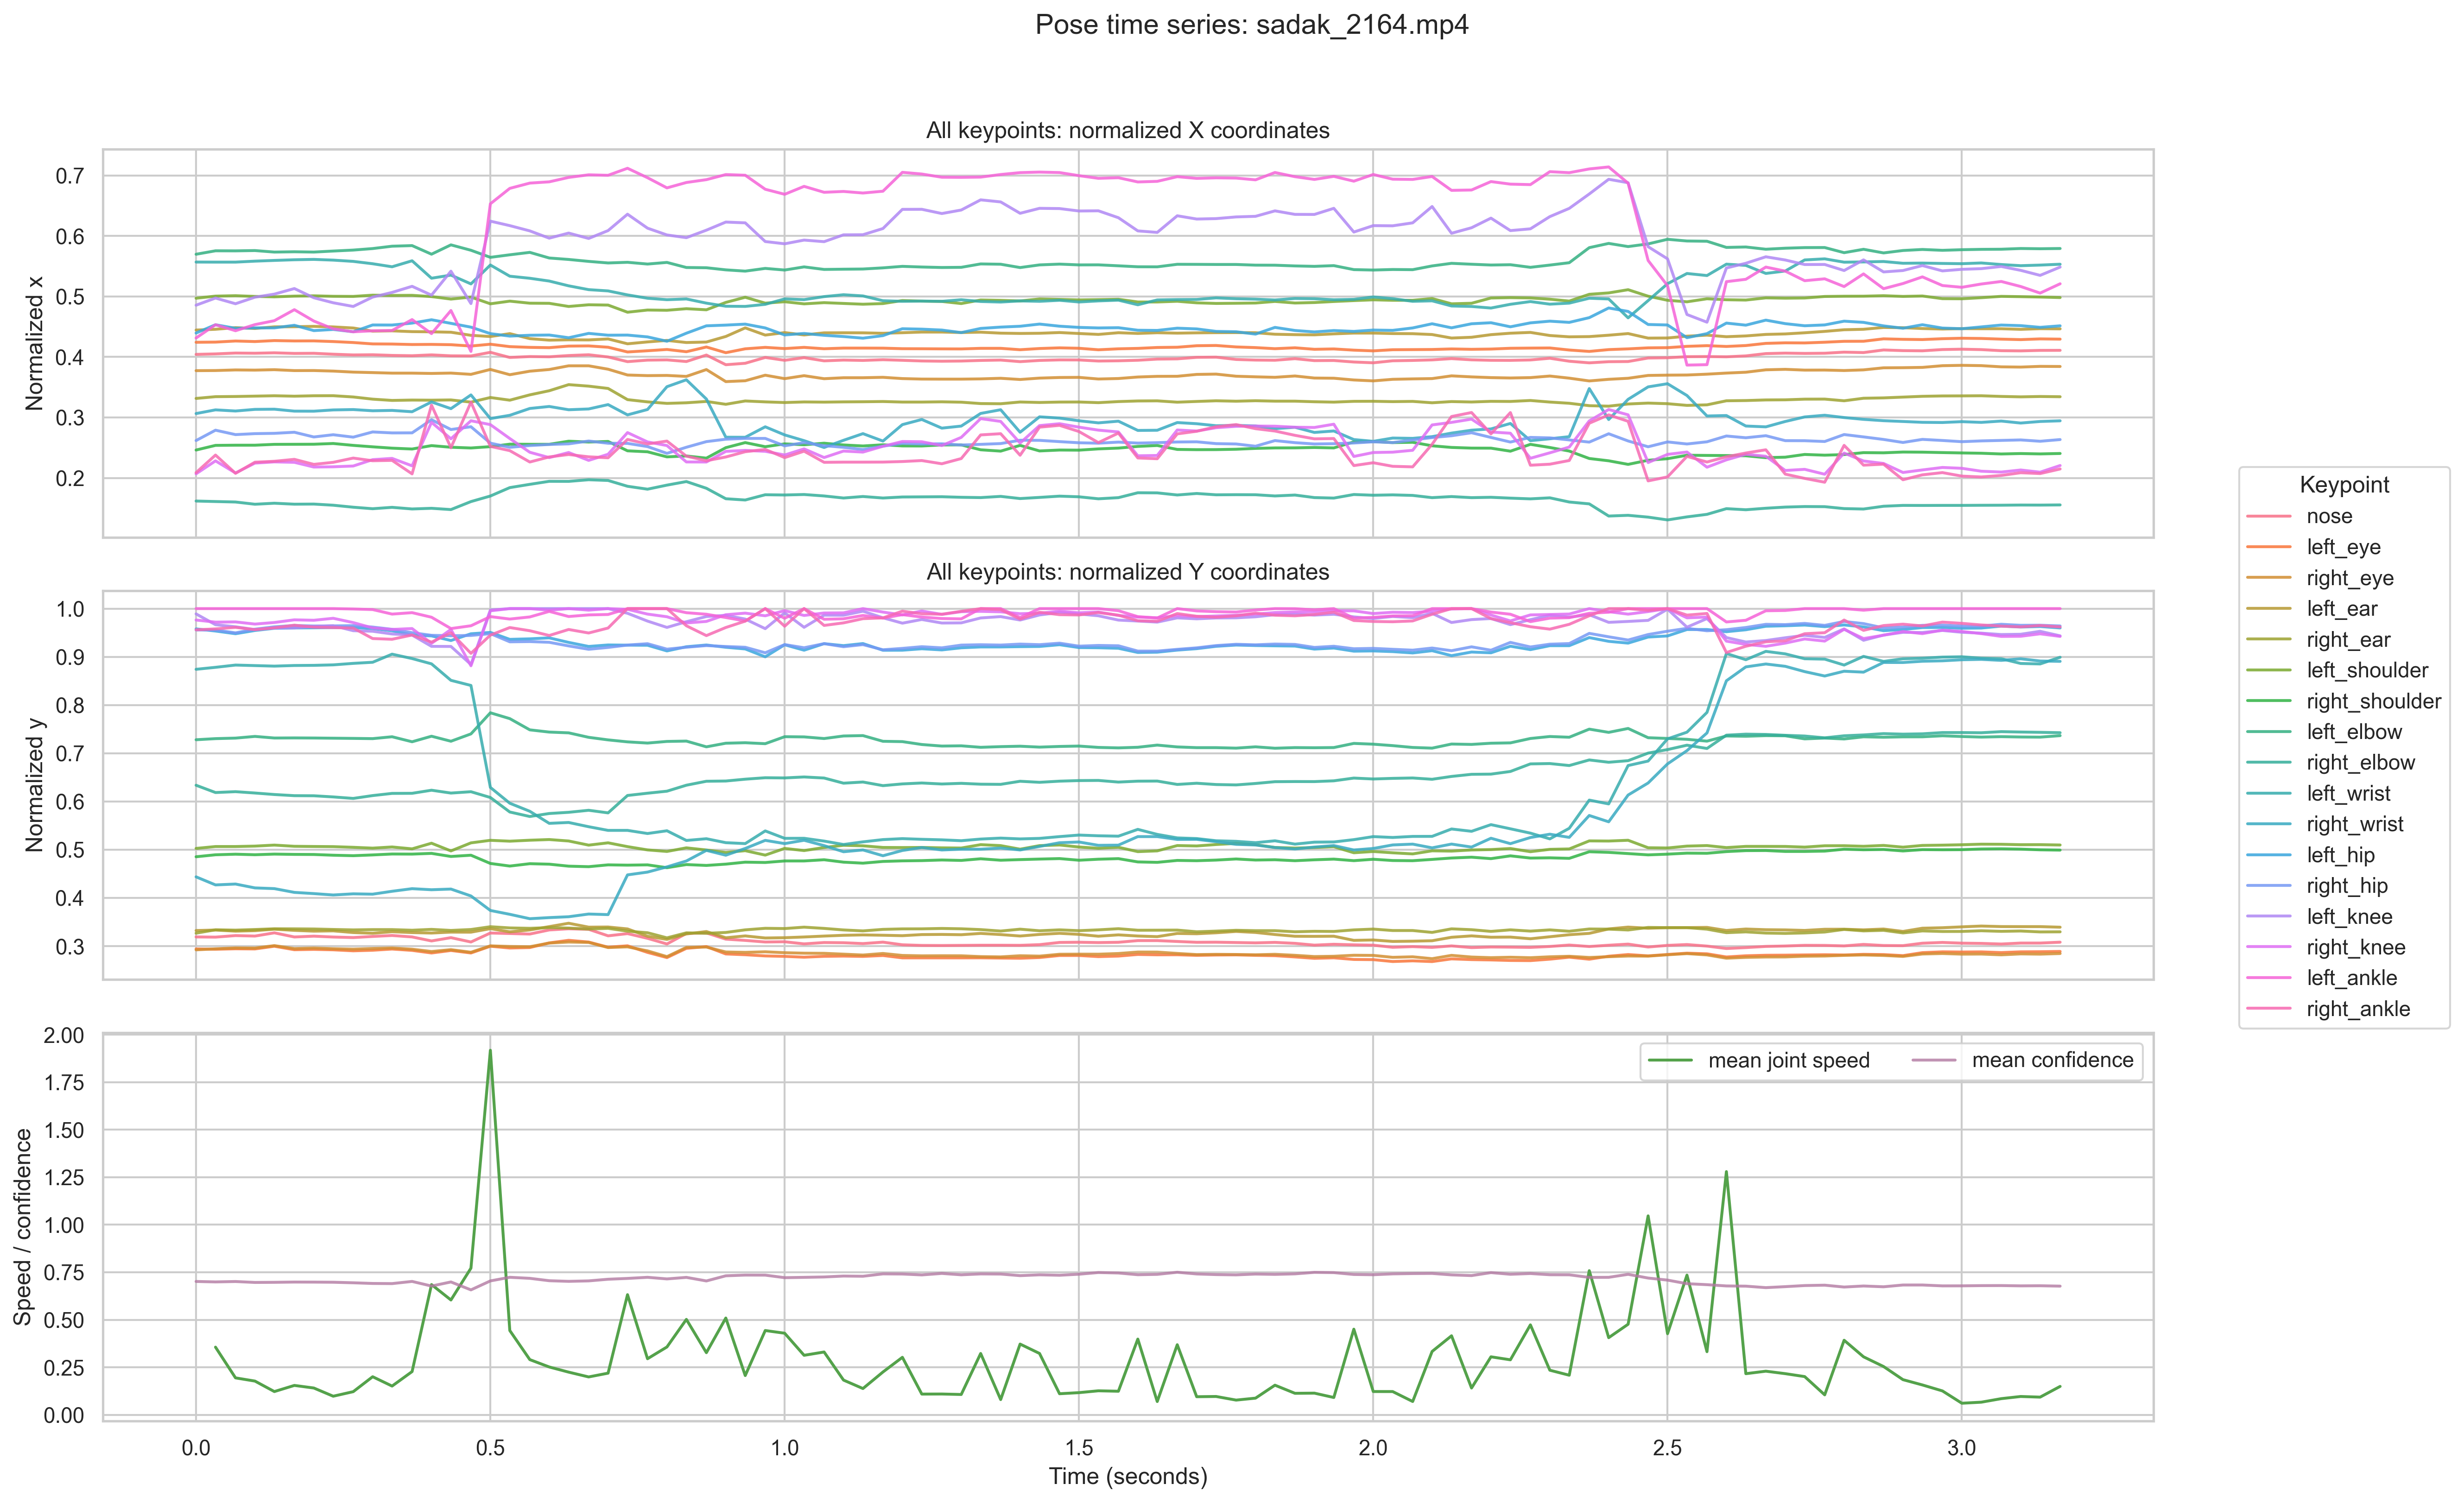 Pose time series: sadak_2164.mp4
All keypoints: normalized X coordinates
Normalized x
0.7
0.6
0.5
0.4
0.3
0.2
All keypoints: normalized Y coordinates
Normalized y
1.0
0.9
0.8
0.7
0.6
0.5
0.4
0.3
Keypoint
nose
left_eye
right_eye
left_ear
right_ear
left_shoulder
right_shoulder
left_elbow
right_elbow
left_wrist
right_wrist
left_hip
right_hip
left_knee
right_knee
left_ankle
right_ankle
Speed / confidence
2.00
1.75
1.50
1.25
1.00
0.75
0.50
0.25
0.00
mean joint speed mean confidence
0.0 0.5 1.0 1.5 2.0 2.5 3.0
Time (seconds)